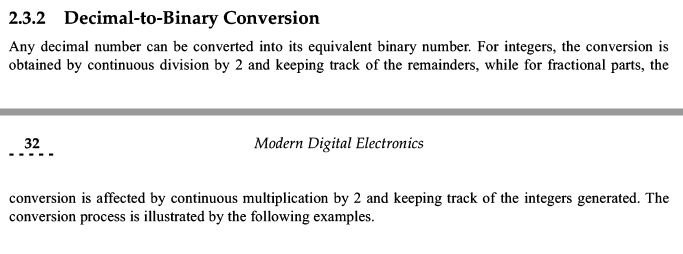 2.3.2 Decimal-to-Binary Conversion
Any decimal number can be converted into its equivalent binary number. For integers, the conversion is
obtained by continuous division by 2 and keeping track of the remainders, while for fractional parts, the
32
Modern Digital Electronics
conversion is affected by continuous multiplication by 2 and keeping track of the integers generated. The
conversion process is illustrated by the following examples.